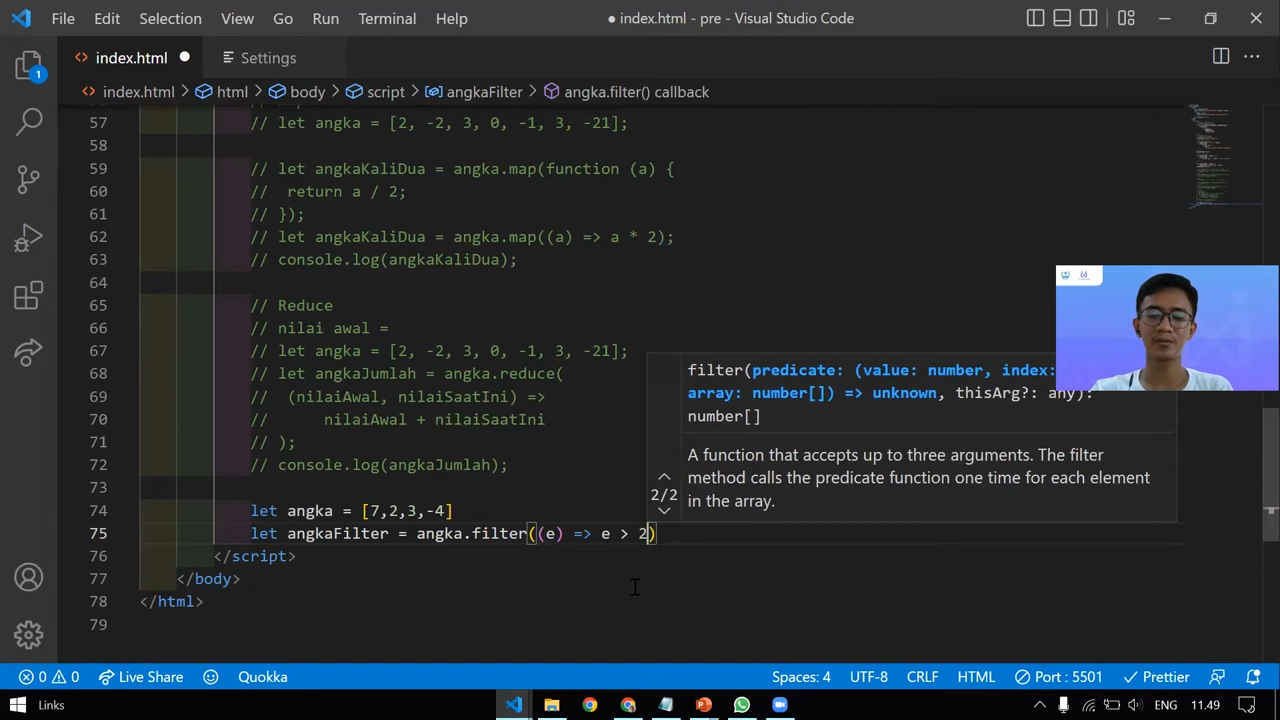 File Edit Selection View Go Run Terminal Help
● index.html - pre - Visual Studio Code
index.html
Settings
1
index.html > html > body > script > angkaFilter > angka.filter() callback
57 // let angka = [2, -2, 3, 0, -1, 3, -21];
58
59 // let angkaKaliDua = angka.map(function (a) {
60 // return a / 2;
61 // });
62 // let angkaKaliDua = angka.map((a) => a * 2);
63 // console.log(angkaKaliDua);
64
65 // Reduce
66 // nilai awal =
67 // let angka = [2, -2, 3, 0, -1, 3, -21];
68 // let angkaJumlah = angka.reduce(
69 // (nilaiAwal, nilaiSaatIni) =>
70 // nilaiAwal + nilaiSaatIni
71 // );
72 // console.log(angkaJumlah);
73
74 let angka = [7,2,3,-4]
75 let angkaFilter = angka.filter((e) => e > 2)
76 </script>
77 </body>
78 </html>
79
filter(predicate: (value: number, index:
array: number[]) => unknown, thisArg?: any):
number[]
2/2
A function that accepts up to three arguments. The filter
method calls the predicate function one time for each element
in the array.
0 0 Live Share Quokka Spaces: 4 UTF-8 CRLF HTML Port : 5501 Prettier
Links
ENG 11.49